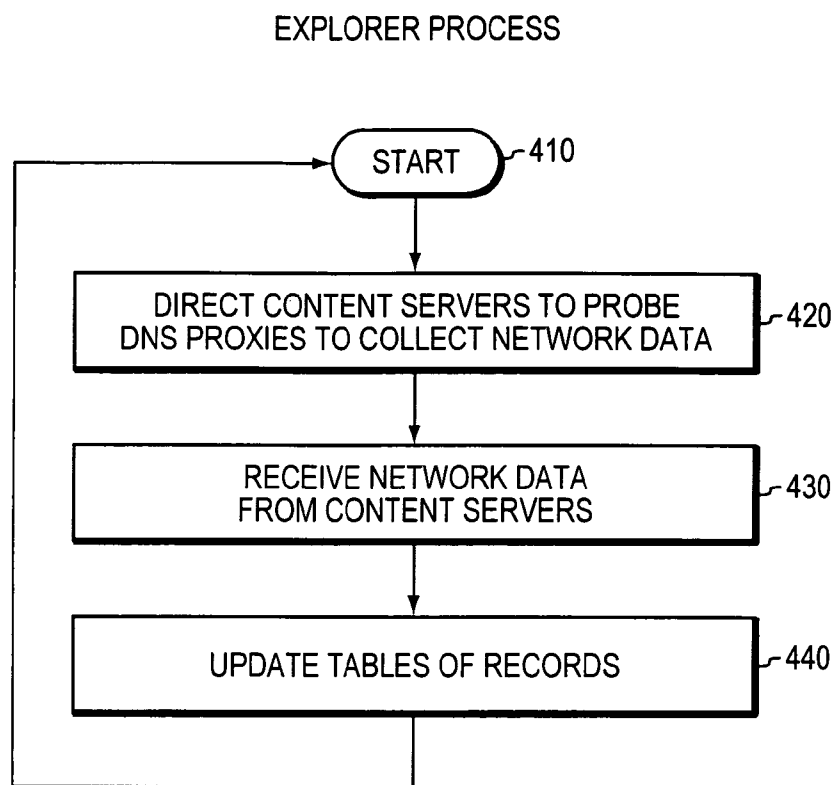 EXPLORER PROCESS
START
410
DIRECT CONTENT SERVERS TO PROBE
DNS PROXIES TO COLLECT NETWORK DATA
420
RECEIVE NETWORK DATA
FROM CONTENT SERVERS
430
UPDATE TABLES OF RECORDS
440